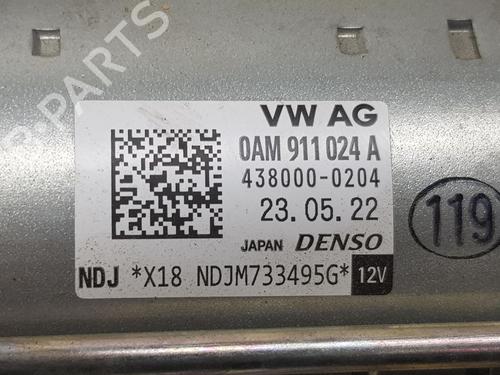 B-PARTS
VW AG
0AM 911 024 A
438000-0204
23.05.22
JAPAN DENSO
NDJ *X18 NDJM733495G* 12V
119